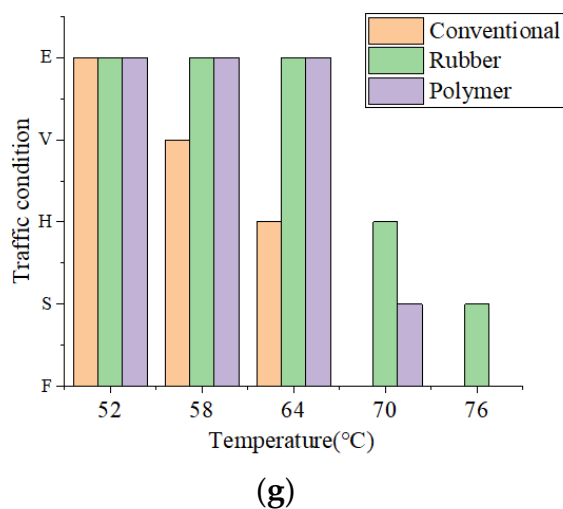 Conventional
Rubber
Polymer
Traffic condition
E
V
H
S
F
52 58 64 70 76
Temperature(°C)
(g)